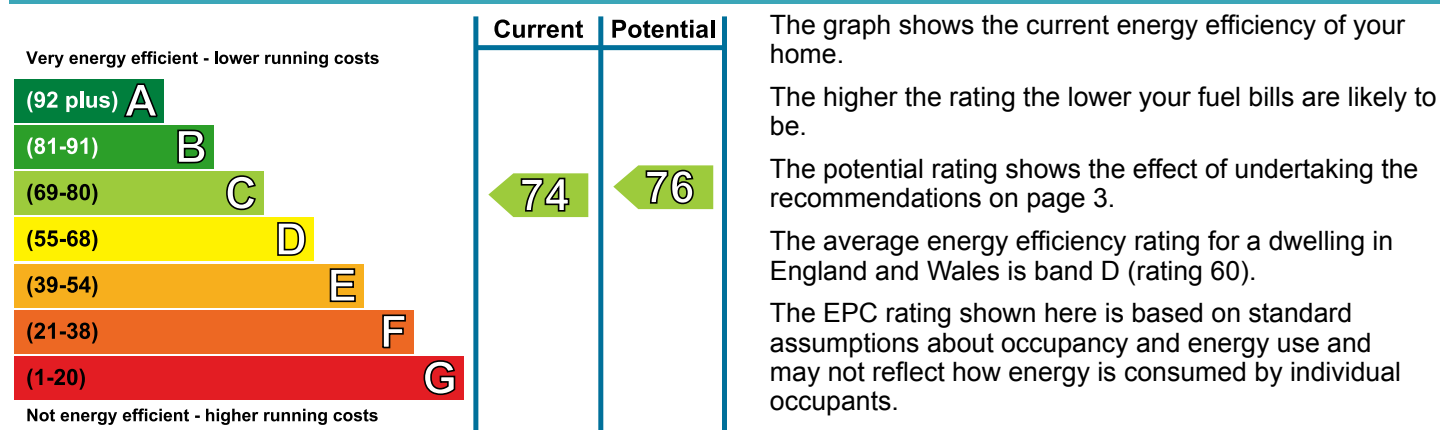 Current Potential
Very energy efficient - lower running costs
(92 plus) A
(81-91) B
(69-80) C
(55-68) D
(39-54) E
(21-38) F
(1-20) G
Not energy efficient - higher running costs
74 76
The graph shows the current energy efficiency of your
home.
The higher the rating the lower your fuel bills are likely to
be.
The potential rating shows the effect of undertaking the
recommendations on page 3.
The average energy efficiency rating for a dwelling in
England and Wales is band D (rating 60).
The EPC rating shown here is based on standard
assumptions about occupancy and energy use and
may not reflect how energy is consumed by individual
occupants.